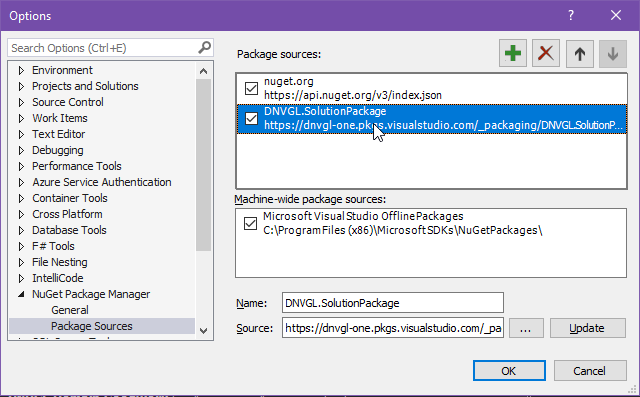 Options
?
Search Options (Ctrl+E)
Environment
Projects and Solutions
Source Control
Work Items
Text Editor
Debugging
Performance Tools
Azure Service Authentication
Container Tools
Cross Platform
Database Tools
F# Tools
File Nesting
IntelliCode
NuGet Package Manager
General
Package Sources
Package sources:
nuget.org
https://api.nuget.org/v3/index.json
DNVGL.SolutionPackage
https://dnvgl-one.pkgs.visualstudio.com/_packaging/DNVGL.SolutionP...
Machine-wide package sources:
Microsoft Visual Studio Offline Packages
C:\Program Files (x86)\Microsoft SDKs\NuGetPackages\
Name:
DNVGL.SolutionPackage
Source:
https://dnvgl-one.pkgs.visualstudio.com/_pa
...
Update
OK
Cancel